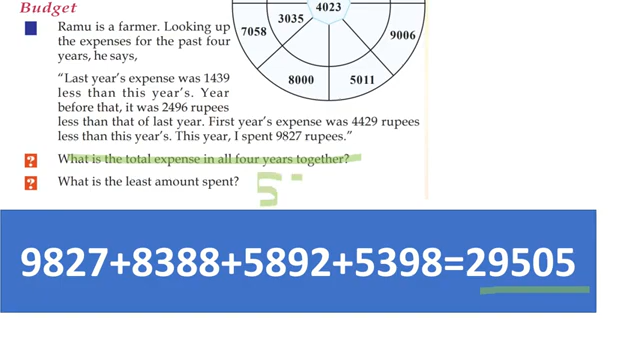 Budget
Ramu is a farmer. Looking up
the expenses for the past four
years, he says,
"Last year's expense was 1439
less than this year's. Year
before that, it was 2496 rupees
less than that of last year. First year's expense was 4429 rupees
less than this year's. This year, I spent 9827 rupees."
? What is the total expense in all four years together?
? What is the least amount spent?
4023
3035
7058
9006
8000
5011
5
9827+8388+5892+5398=29505